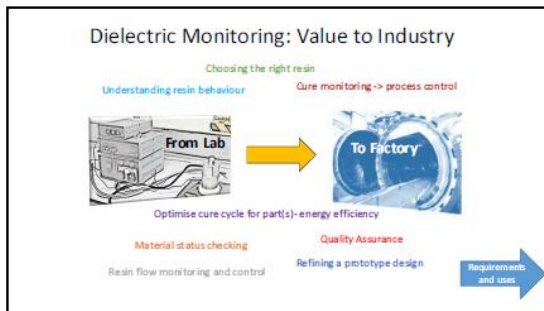 Dielectric Monitoring: Value to Industry
Choosing the right resin
Understanding resin behaviour
Cure monitoring -> process control
From Lab
To Factory
Optimise cure cycle for part(s)- energy efficiency
Material status checking
Quality Assurance
Resin flow monitoring and control
Refining a prototype design
Requirements
and uses